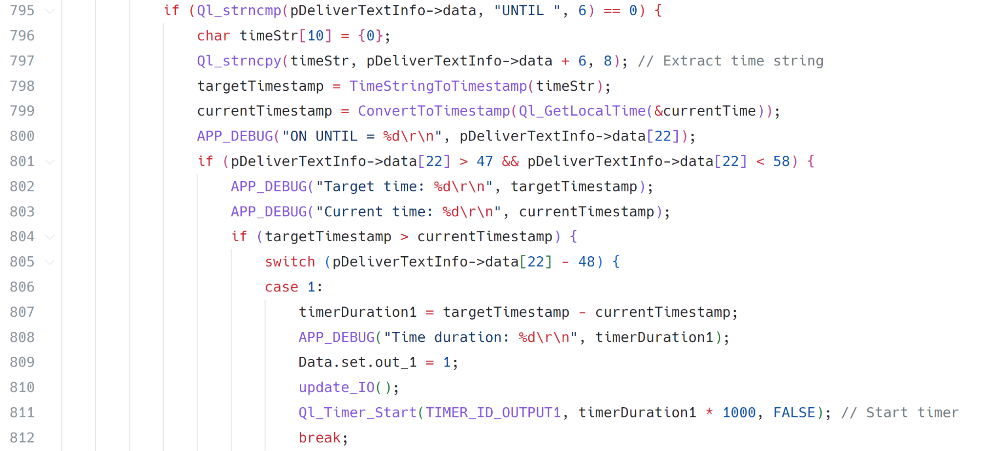 795 if (Ql_strncmp(pDeliverTextInfo->data, "UNTIL ", 6) == 0) {
796 char timeStr[10] = {0};
797 Ql_strncpy(timeStr, pDeliverTextInfo->data + 6, 8); // Extract time string
798 targetTimestamp = TimeStringToTimestamp(timeStr);
799 currentTimestamp = ConvertToTimestamp(Ql_GetLocalTime(&currentTime));
800 APP_DEBUG("ON UNTIL = %d\r\n", pDeliverTextInfo->data[22]);
801 if (pDeliverTextInfo->data[22] > 47 && pDeliverTextInfo->data[22] < 58) {
802 APP_DEBUG("Target time: %d\r\n", targetTimestamp);
803 APP_DEBUG("Current time: %d\r\n", currentTimestamp);
804 if (targetTimestamp > currentTimestamp) {
805 switch (pDeliverTextInfo->data[22] - 48) {
806 case 1:
807 timerDuration1 = targetTimestamp - currentTimestamp;
808 APP_DEBUG("Time duration: %d\r\n", timerDuration1);
809 Data.set.out_1 = 1;
810 update_IO();
811 Ql_Timer_Start(TIMER_ID_OUTPUT1, timerDuration1 * 1000, FALSE); // Start timer
812 break;